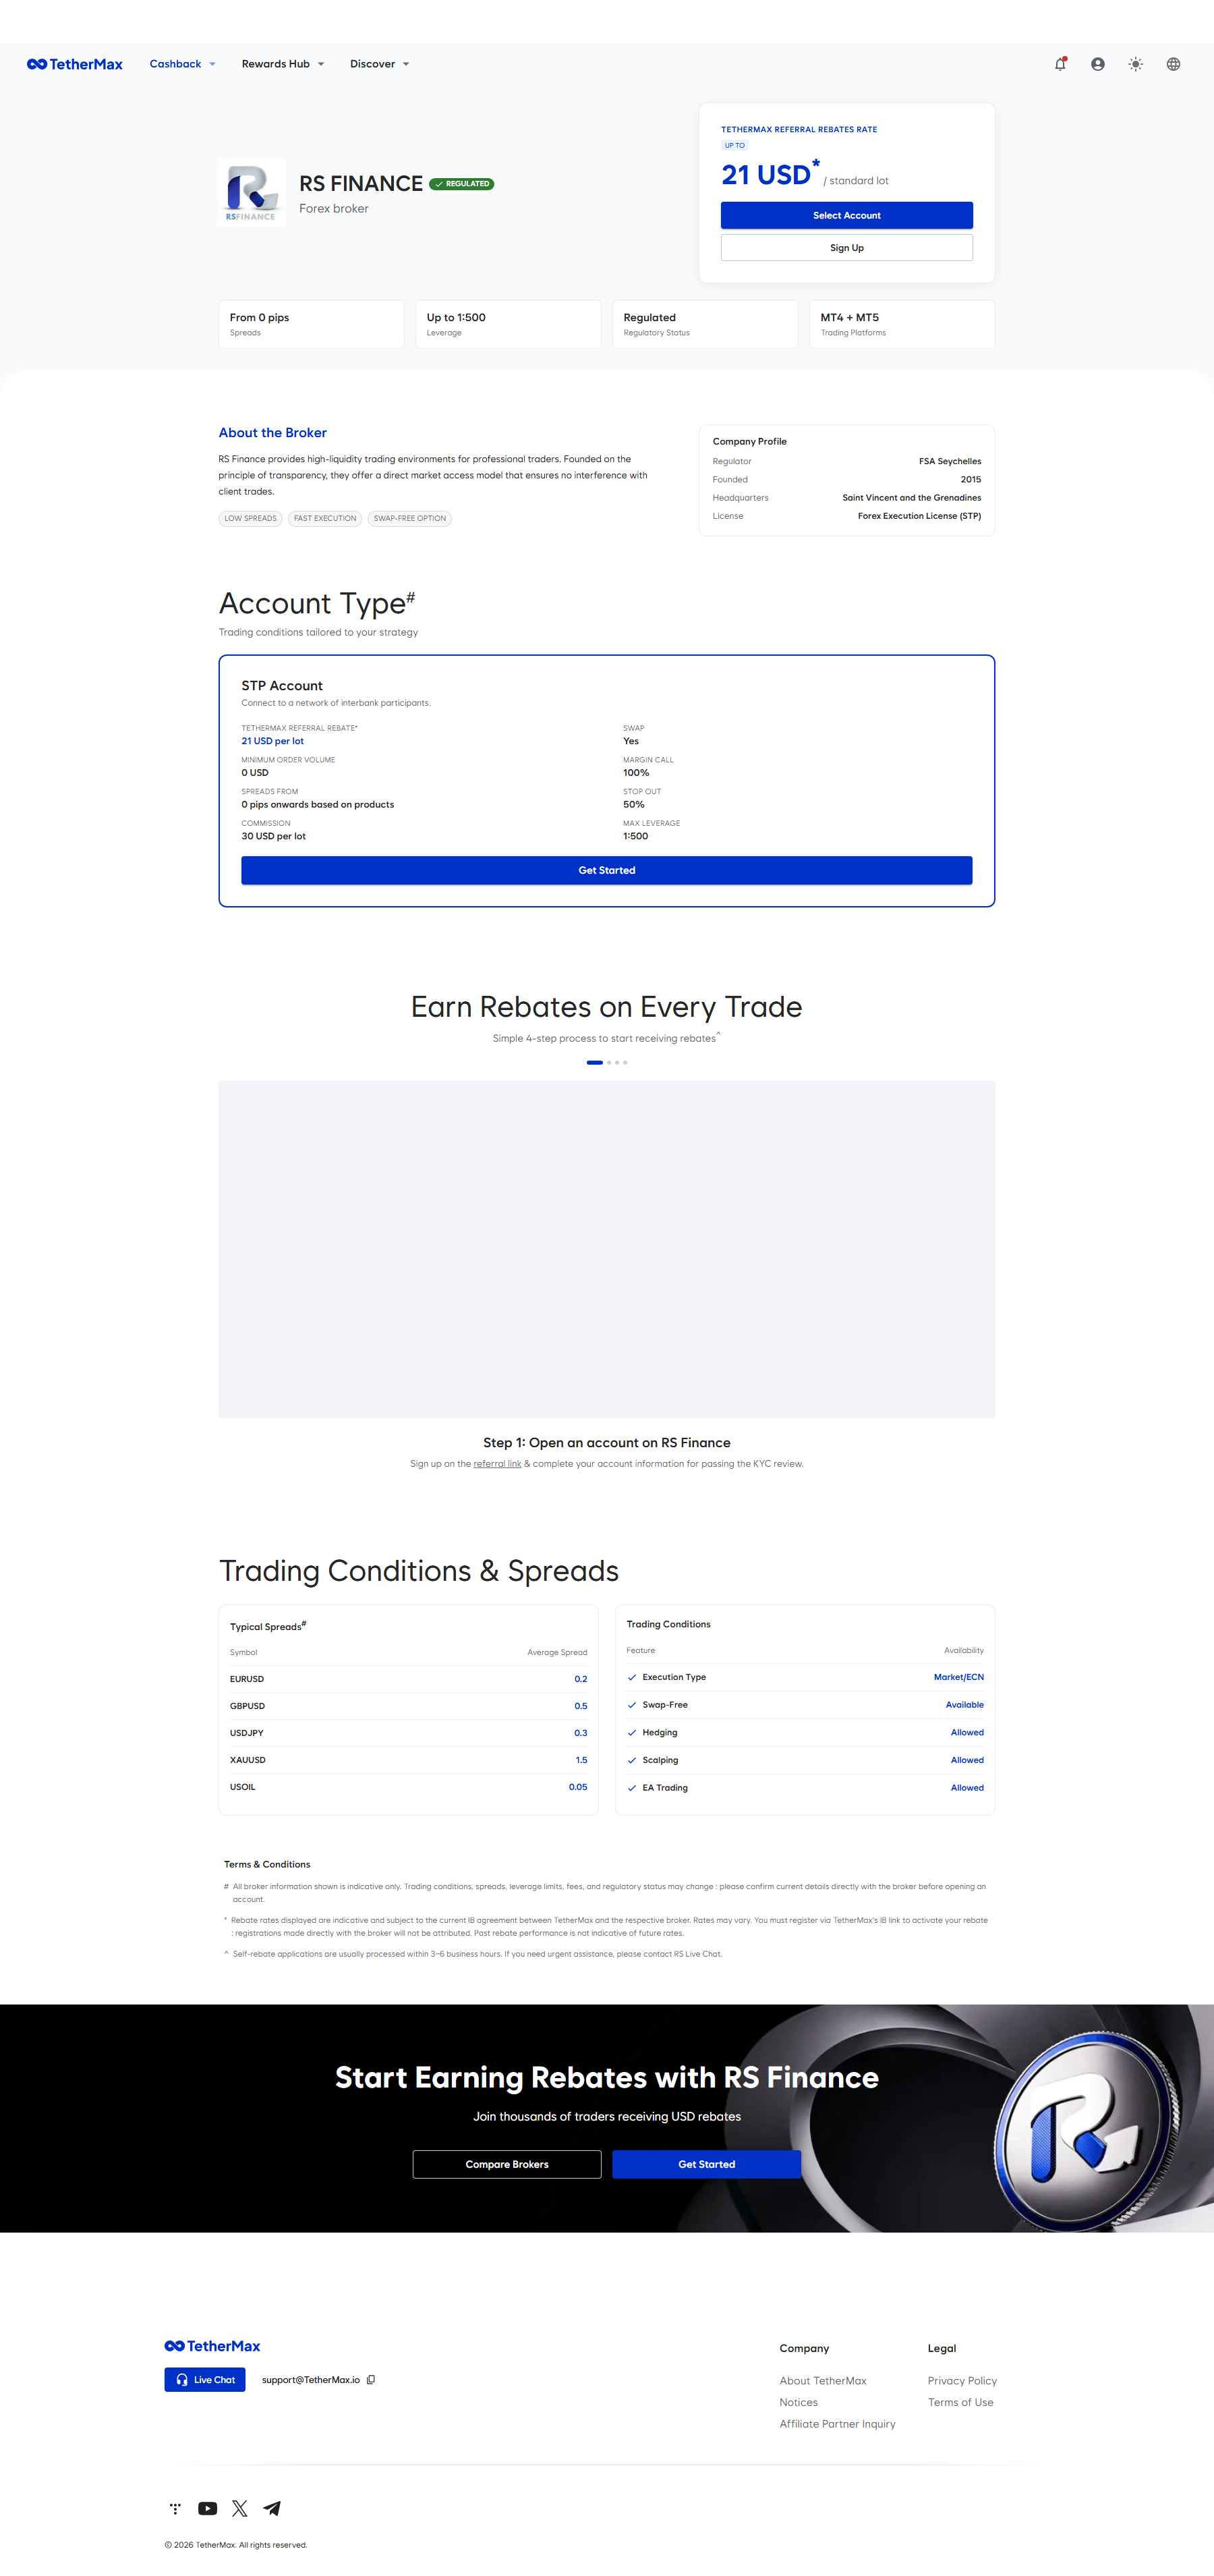 TetherMax
Cashback
Rewards Hub
Discover
RSFINANCE
RS FINANCE
REGULATED
Forex broker
TETHERMAX REFERRAL REBATES RATE
UP TO
21 USD* / standard lot
Select Account
Sign Up
From 0 pips
Spreads
Up to 1:500
Leverage
Regulated
Regulatory Status
MT4 + MT5
Trading Platforms
About the Broker
RS Finance provides high-liquidity trading environments for professional traders. Founded on the
principle of transparency, they offer a direct market access model that ensures no interference with
client trades.
LOW SPREADS
FAST EXECUTION
SWAP-FREE OPTION
Company Profile
Regulator FSA Seychelles
Founded 2015
Headquarters Saint Vincent and the Grenadines
License Forex Execution License (STP)
Account Type#
Trading conditions tailored to your strategy
STP Account
Connect to a network of interbank participants.
TETHERMAX REFERRAL REBATE*
21 USD per lot
SWAP
Yes
MINIMUM ORDER VOLUME
0 USD
MARGIN CALL
100%
SPREADS FROM
0 pips onwards based on products
STOP OUT
50%
COMMISSION
30 USD per lot
MAX LEVERAGE
1:500
Get Started
Earn Rebates on Every Trade
Simple 4-step process to start receiving rebates^
Step 1: Open an account on RS Finance
Sign up on the referral link & complete your account information for passing the KYC review.
Trading Conditions & Spreads
Typical Spreads#
Symbol Average Spread
EURUSD 0.2
GBPUSD 0.5
USDJPY 0.3
XAUUSD 1.5
USOIL 0.05
Trading Conditions
Feature Availability
Execution Type Market/ECN
Swap-Free Available
Hedging Allowed
Scalping Allowed
EA Trading Allowed
Terms & Conditions
# All broker information shown is indicative only. Trading conditions, spreads, leverage limits, fees, and regulatory status may change : please confirm current details directly with the broker before opening an
account.
* Rebate rates displayed are indicative and subject to the current IB agreement between TetherMax and the respective broker. Rates may vary. You must register via TetherMax's IB link to activate your rebate
: registrations made directly with the broker will not be attributed. Past rebate performance is not indicative of future rates.
^ Self-rebate applications are usually processed within 3–6 business hours. If you need urgent assistance, please contact RS Live Chat.
Start Earning Rebates with RS Finance
Join thousands of traders receiving USD rebates
Compare Brokers
Get Started
TetherMax
Live Chat
support@TetherMax.io
Company
About TetherMax
Notices
Affiliate Partner Inquiry
Legal
Privacy Policy
Terms of Use
© 2026 TetherMax. All rights reserved.